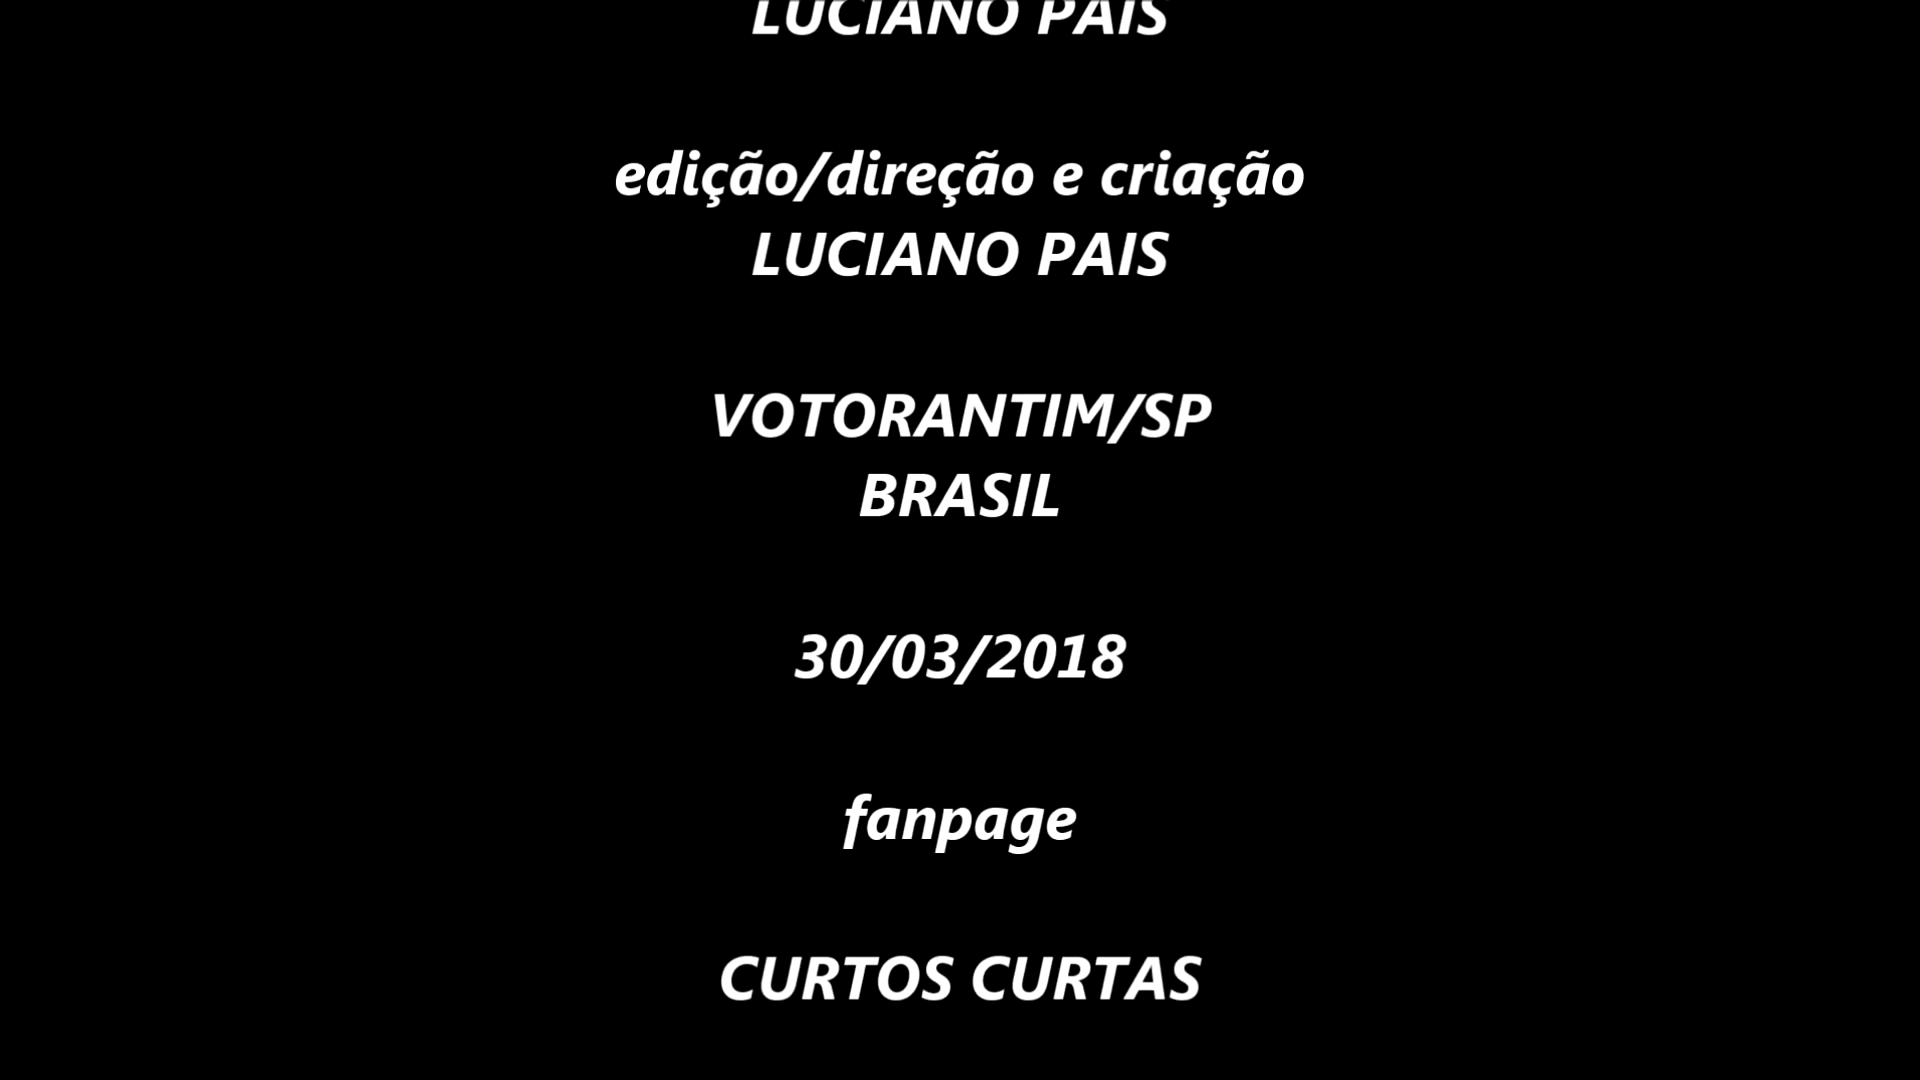 LUCIANO PAIS
edição/direção e criação
LUCIANO PAIS
VOTORANTIM/SP
BRASIL
30/03/2018
fanpage
CURTOS CURTAS